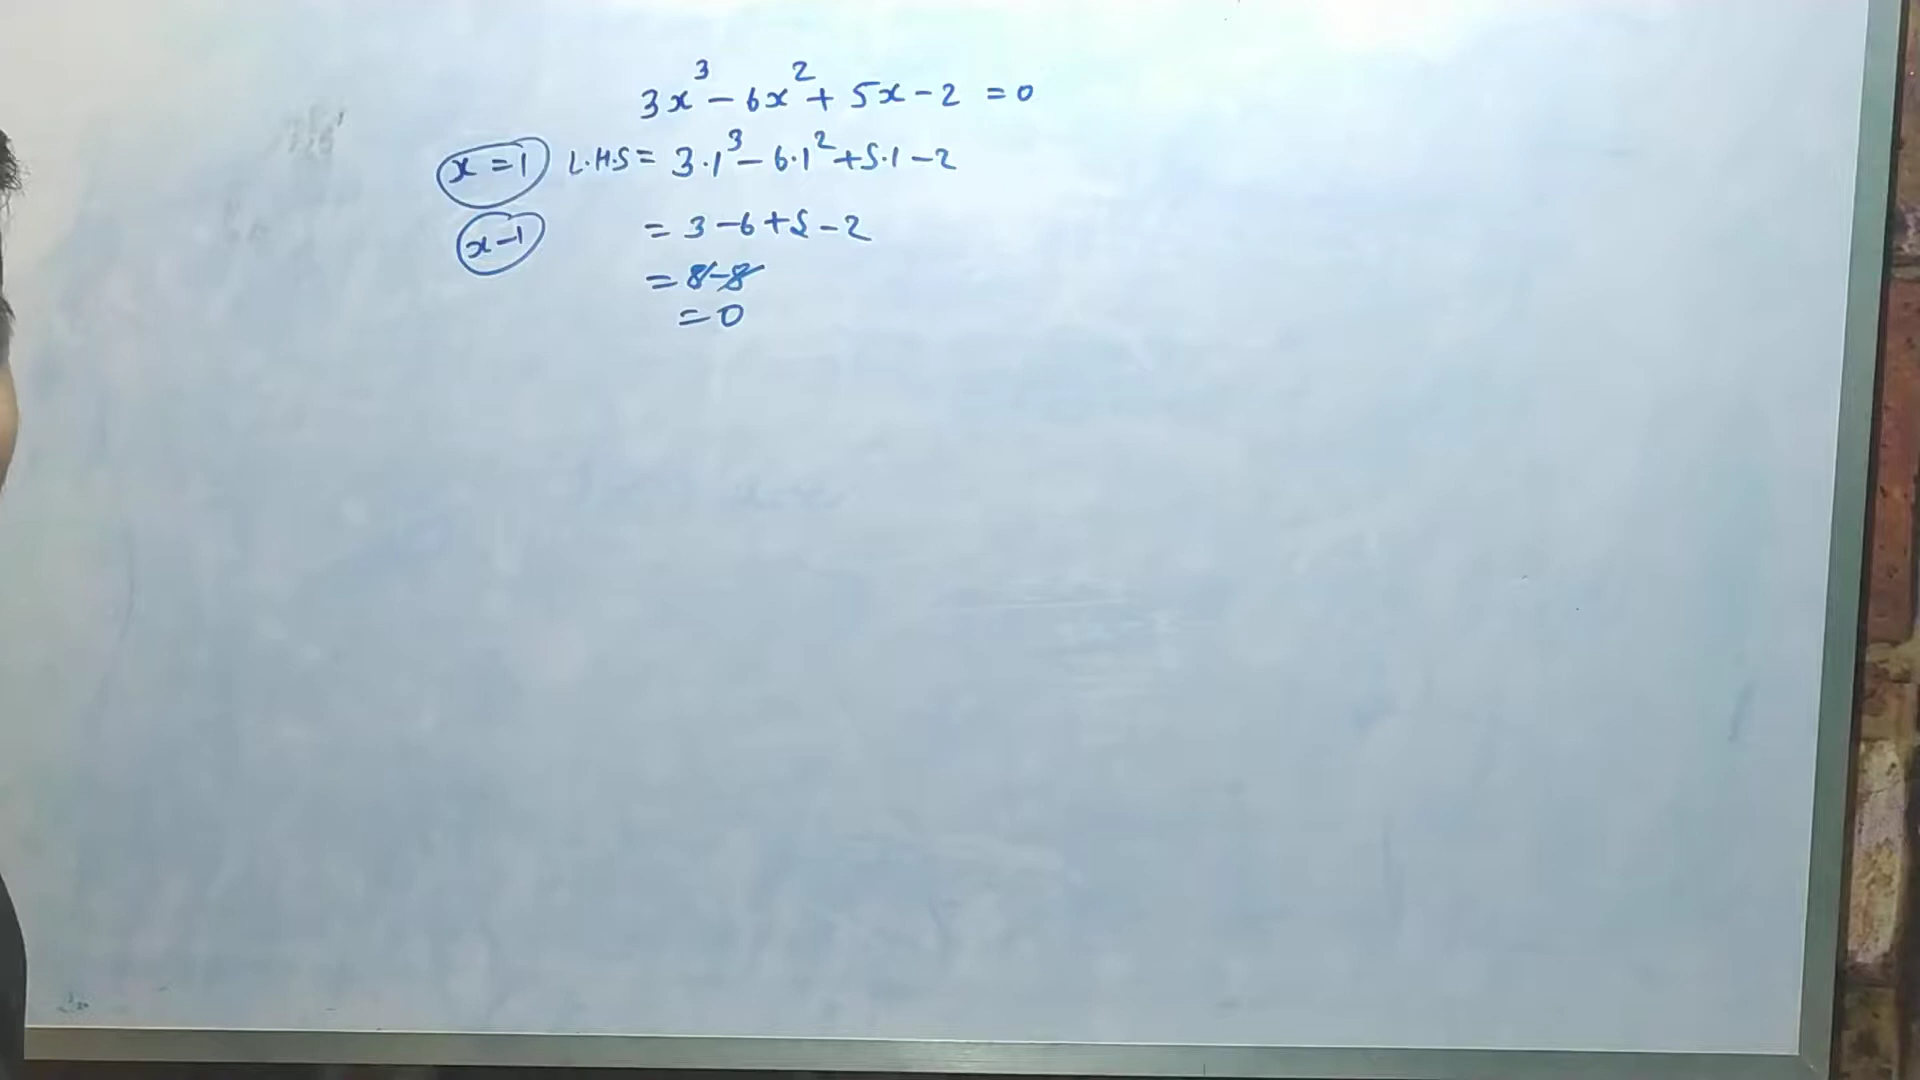 3x³ - 6x² + 5x - 2 = 0
x = 1 L.H.S = 3·1³ - 6·1² + 5·1 - 2
x - 1 = 3 - 6 + 5 - 2
= 8 - 8
= 0